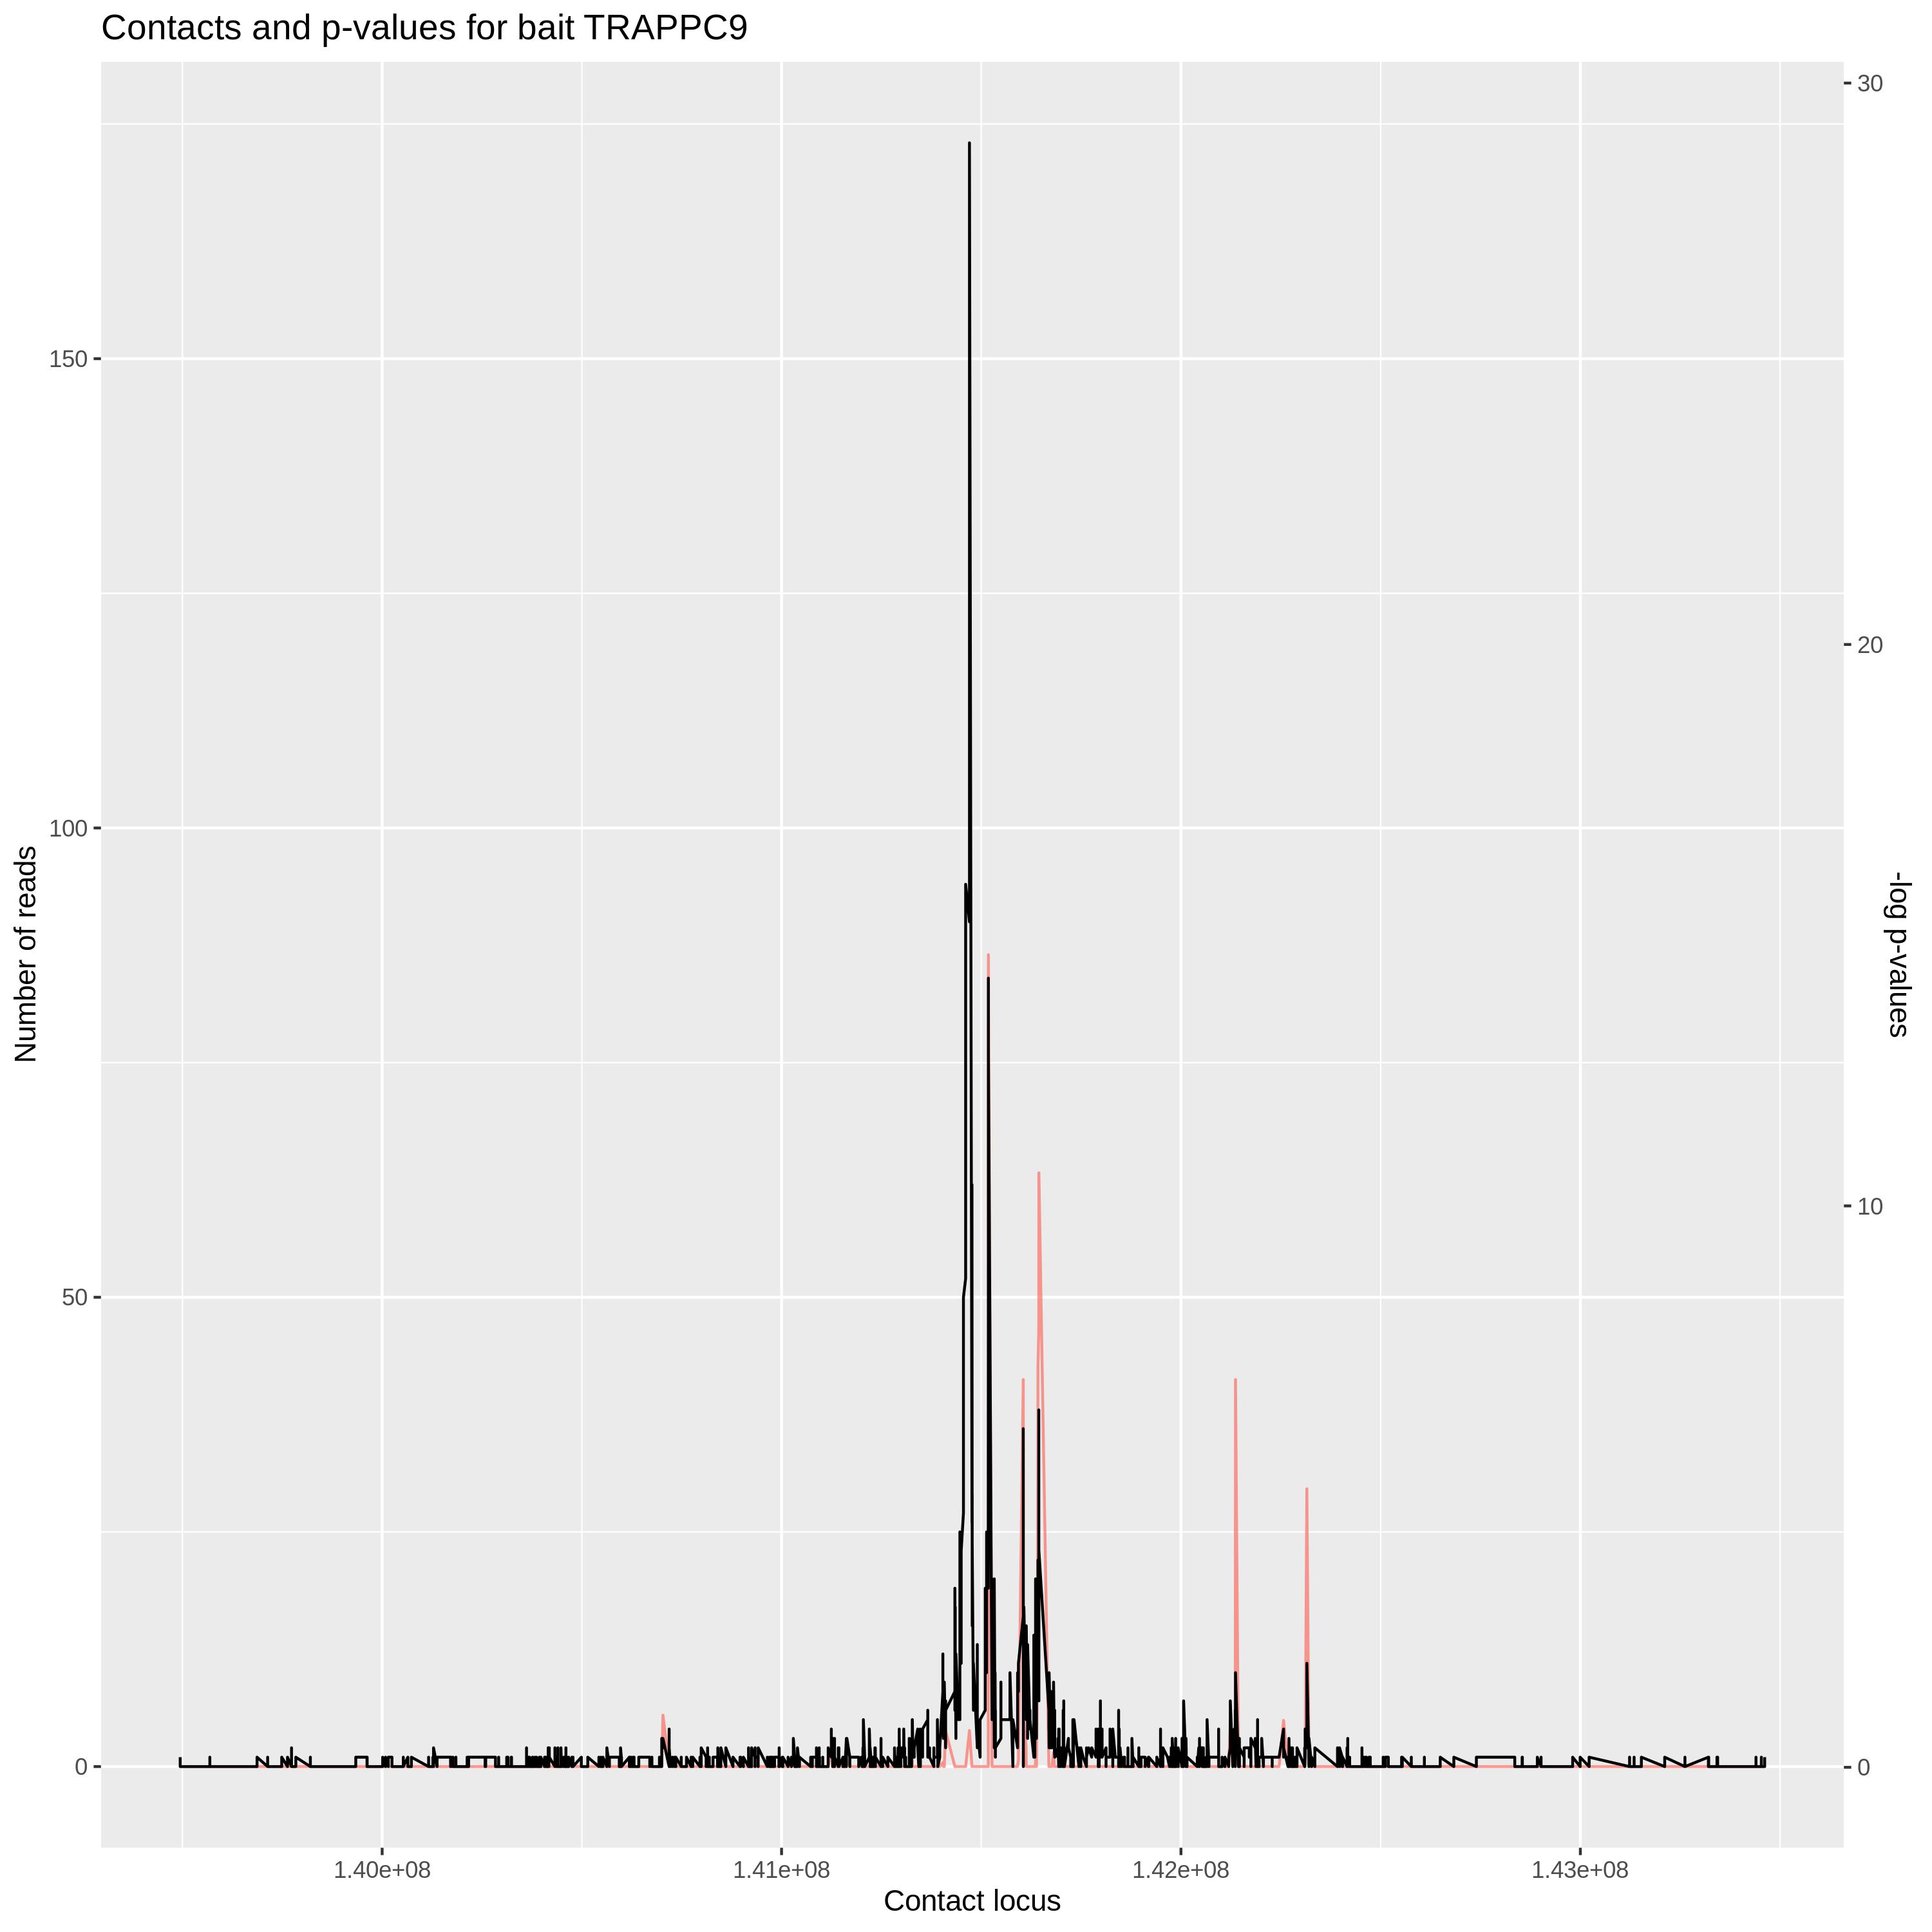 Contacts and p-values for bait TRAPPC9
30
150
20
100
Number of reads
-log p-values
10
50
0
0
1.40e+08
1.41e+08
1.42e+08
1.43e+08
Contact locus